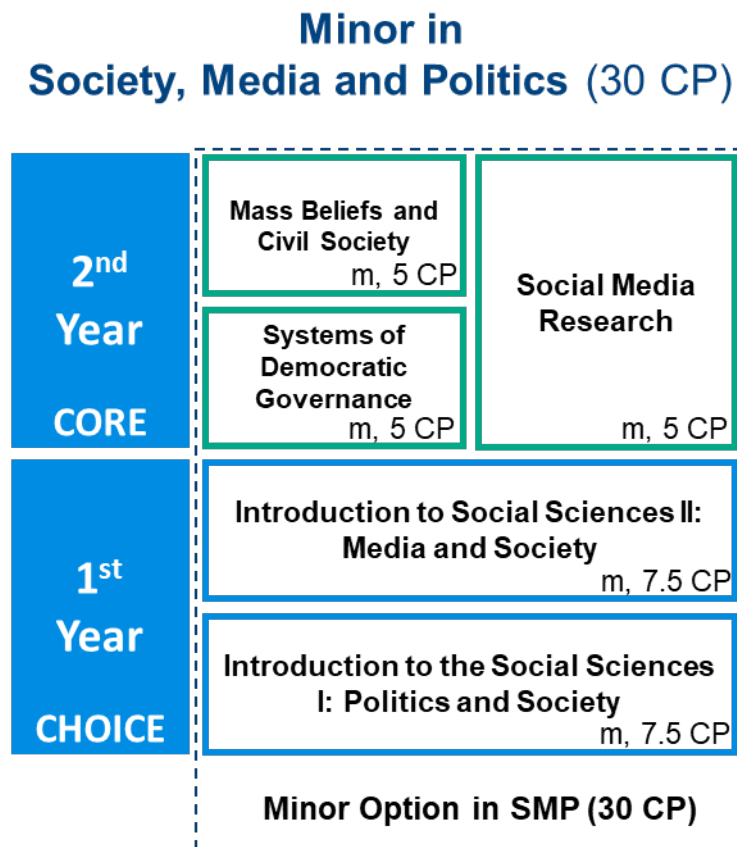 Minor in
Society, Media and Politics (30 CP)
2nd
Year
CORE
Mass Beliefs and
Civil Society
m, 5 CP
Systems of
Democratic
Governance
m, 5 CP
Social Media
Research
m, 5 CP
1st
Year
CHOICE
Introduction to Social Sciences II:
Media and Society
m, 7.5 CP
Introduction to the Social Sciences
I: Politics and Society
m, 7.5 CP
Minor Option in SMP (30 CP)